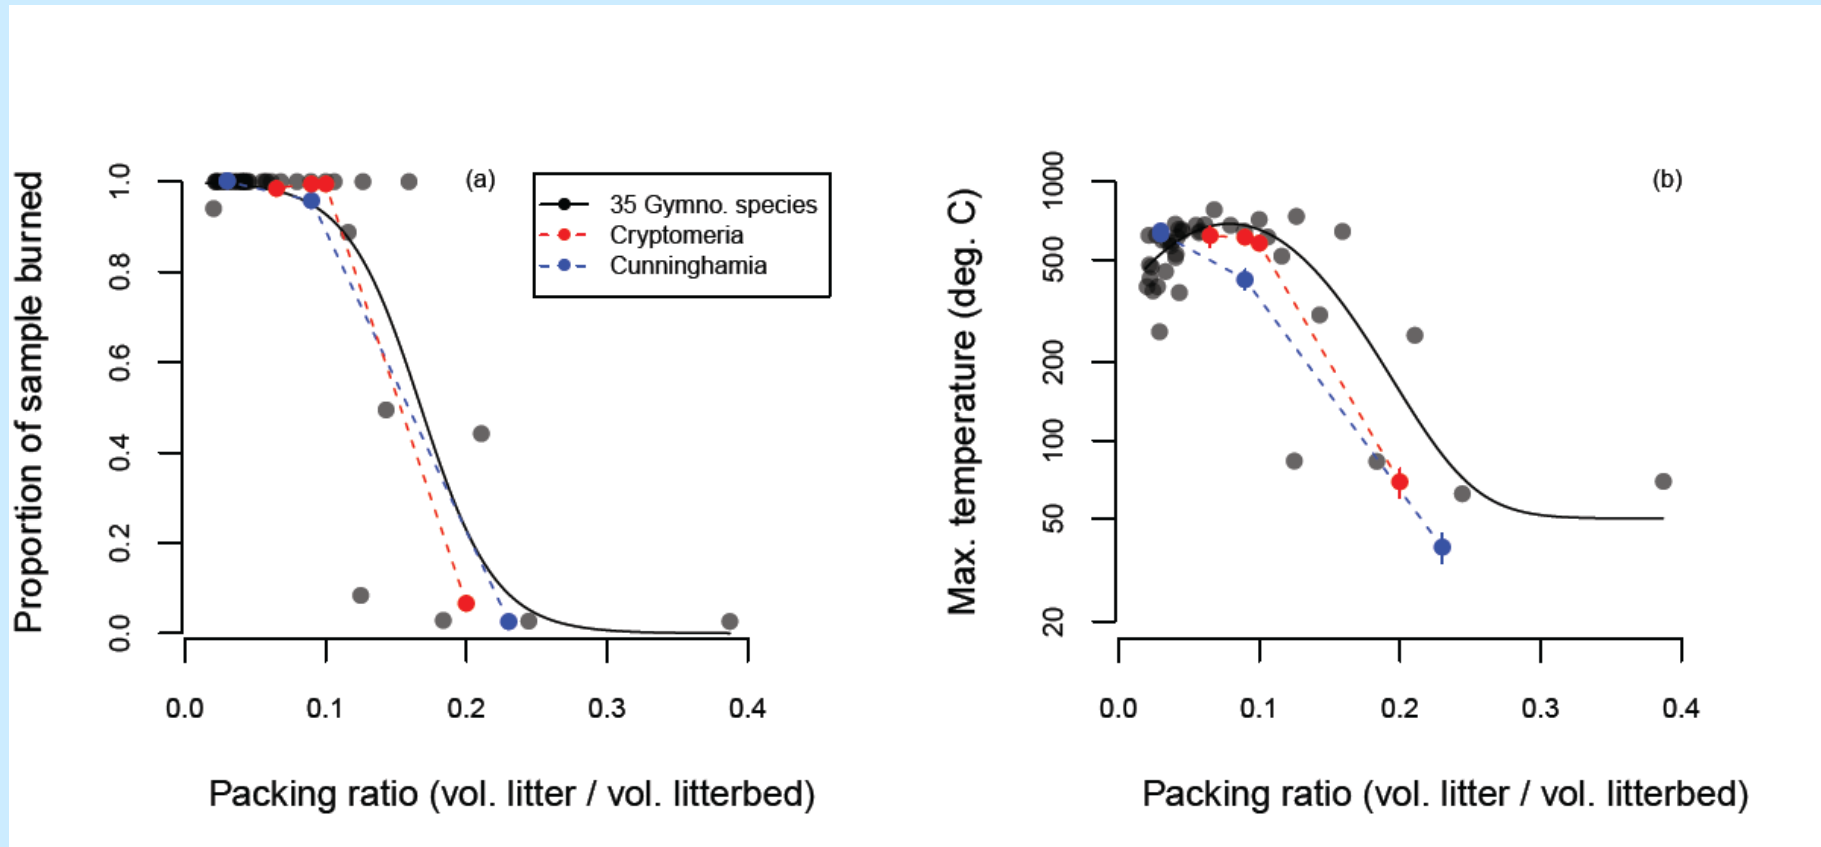 (a)
35 Gymno. species
Cryptomeria
Cunninghamia
Proportion of sample burned
1.0
0.8
0.6
0.4
0.2
0.0
0.0 0.1 0.2 0.3 0.4
Packing ratio (vol. litter / vol. litterbed)
(b)
Max. temperature (deg. C)
1000
500
200
100
50
20
0.0 0.1 0.2 0.3 0.4
Packing ratio (vol. litter / vol. litterbed)